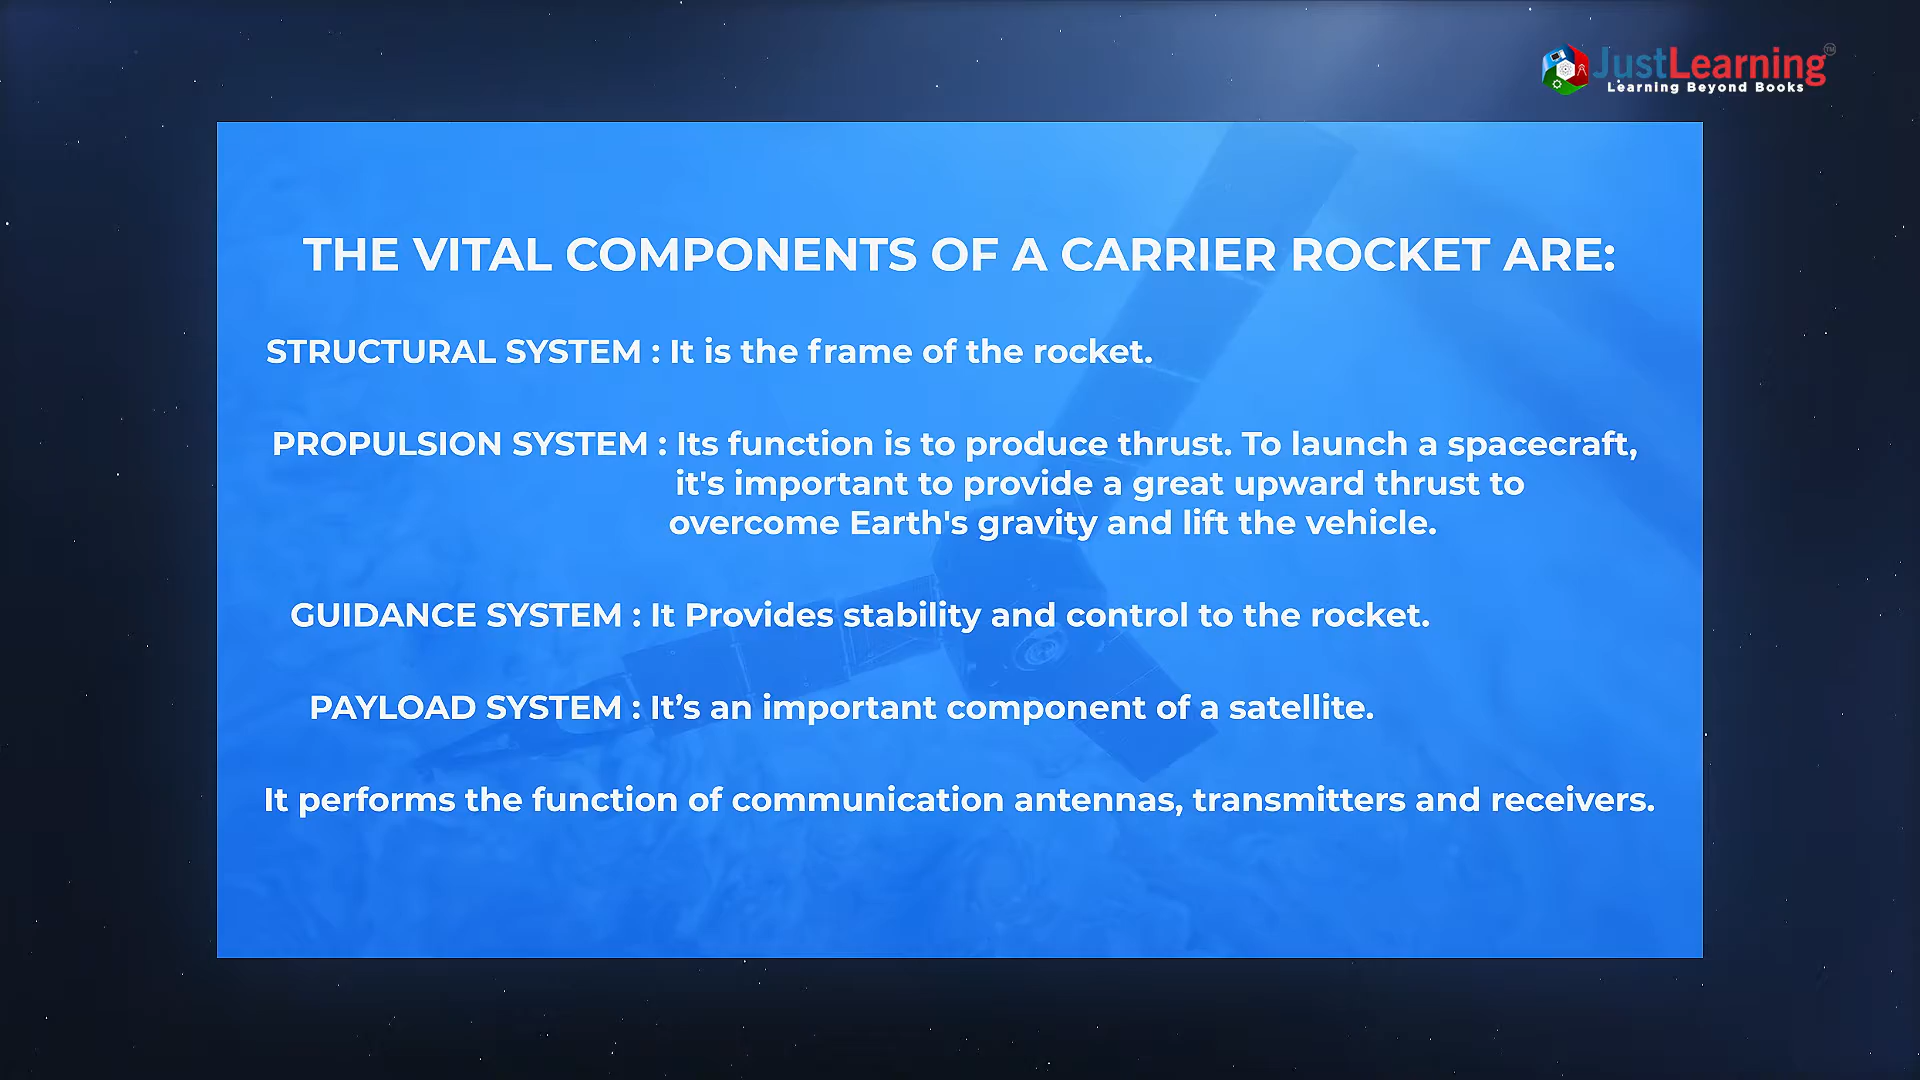 JustLearning™
Learning Beyond Books
THE VITAL COMPONENTS OF A CARRIER ROCKET ARE:
STRUCTURAL SYSTEM : It is the frame of the rocket.
PROPULSION SYSTEM : Its function is to produce thrust. To launch a spacecraft,
it's important to provide a great upward thrust to
overcome Earth's gravity and lift the vehicle.
GUIDANCE SYSTEM : It Provides stability and control to the rocket.
PAYLOAD SYSTEM : It’s an important component of a satellite.
It performs the function of communication antennas, transmitters and receivers.